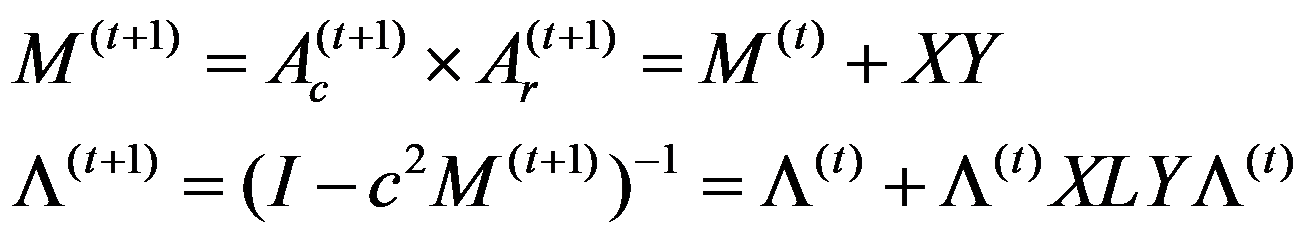 M^{(t+1)} = A_c^{(t+1)} × A_r^{(t+1)} = M^{(t)} + XY
Λ^{(t+1)} = (I − c^2 M^{(t+1)})^{−1} = Λ^{(t)} + Λ^{(t)} XLYΛ^{(t)}